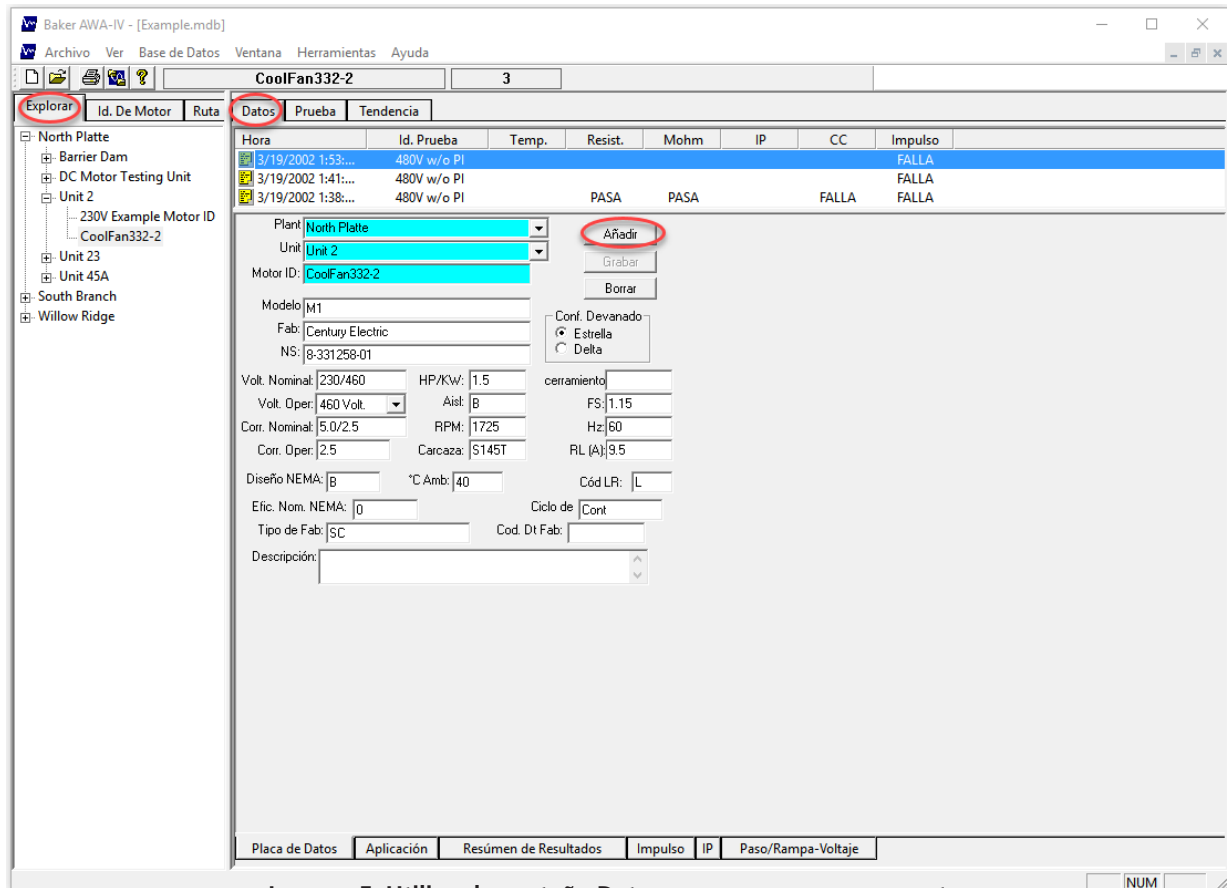 Baker AWA-IV - [Example.mdb]
Archivo Ver Base de Datos Ventana Herramientas Ayuda
CoolFan332-2 3
Explorar Id. De Motor Ruta
Datos Prueba Tendencia
North Platte
Barrier Dam
DC Motor Testing Unit
Unit 2
230V Example Motor ID
CoolFan332-2
Unit 23
Unit 45A
South Branch
Willow Ridge
Hora Id. Prueba Temp. Resist. Mohm IP CC Impulso
3/19/2002 1:53:... 480V w/o PI FALLA
3/19/2002 1:41:... 480V w/o PI FALLA
3/19/2002 1:38:... 480V w/o PI PASA PASA FALLA FALLA
Plant North Platte
Unit Unit 2
Motor ID: CoolFan332-2
Añadir
Grabar
Borrar
Modelo M1
Fab: Century Electric
NS: 8-331258-01
Conf. Devanado
Estrella
Delta
Volt. Nominal: 230/460 HP/KW: 1.5 cerramiento
Volt. Oper: 460 Volt. Aisl: B FS: 1.15
Corr. Nominal: 5.0/2.5 RPM: 1725 Hz: 60
Corr. Oper: 2.5 Carcaza: S145T RL (A): 9.5
Diseño NEMA: B °C Amb: 40 Cód LR: L
Efic. Nom. NEMA: 0 Ciclo de Cont
Tipo de Fab: SC Cod. Dt Fab:
Descripción:
Placa de Datos Aplicación Resúmen de Resultados Impulso IP Paso/Rampa-Voltaje
NUM